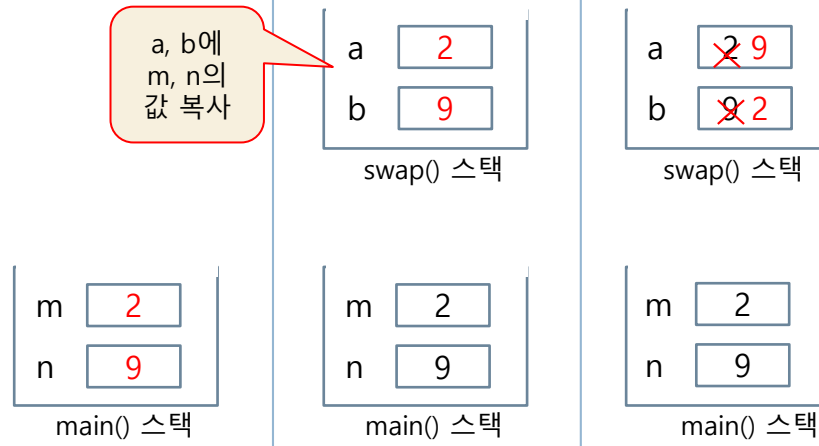 a, b에
m, n의
값 복사
a 2
b 9
swap() 스택
a 2 9
b 9 2
swap() 스택
m 2
n 9
main() 스택
m 2
n 9
main() 스택
m 2
n 9
main() 스택